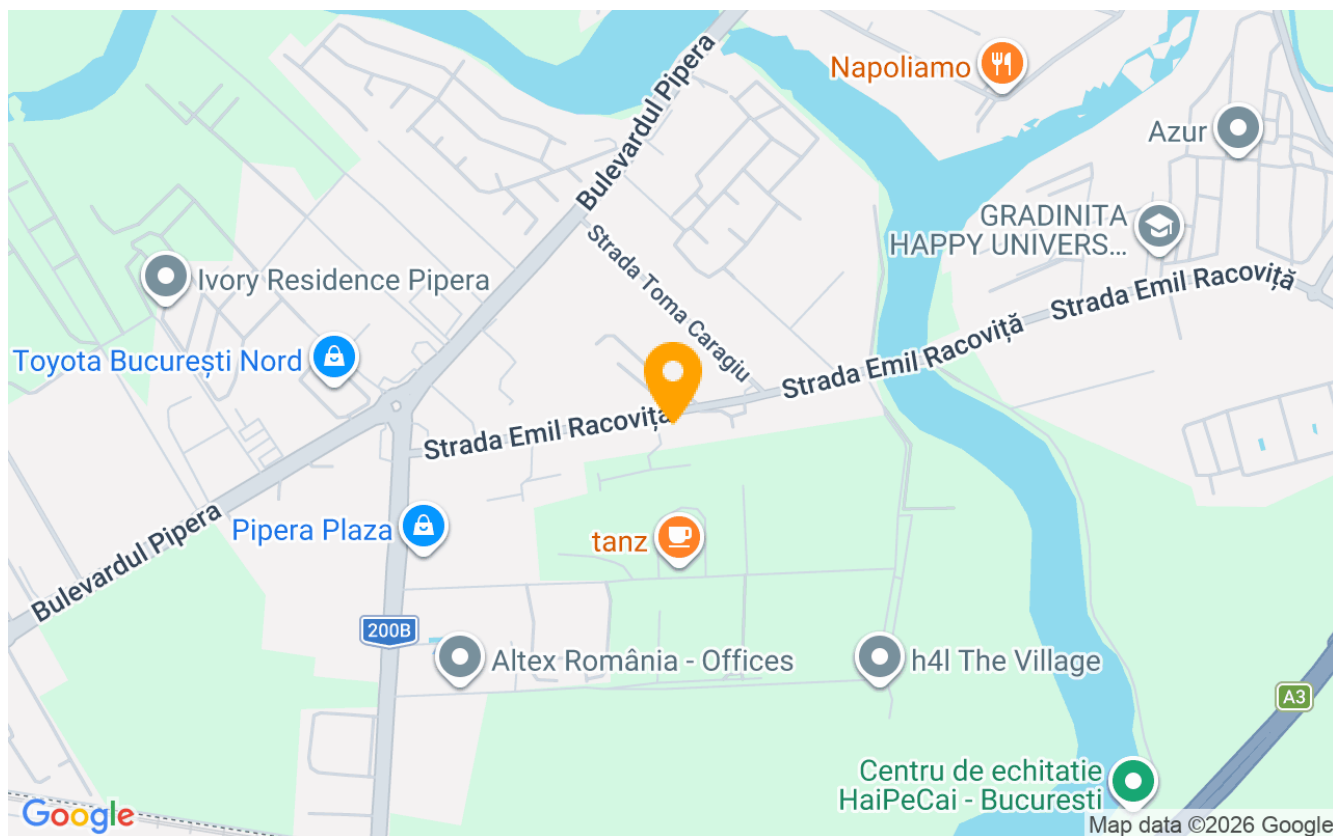 Bulevardul Pipera
Napoliamo
Azur
GRADINITA
HAPPY UNIVERS...
Strada Toma Caragiu
Ivory Residence Pipera
Strada Emil Racoviță
Strada Emil Racoviță
Toyota București Nord
Strada Emil Racoviță
Bulevardul Pipera
Pipera Plaza
tanz
200B
Altex România - Offices
h4l The Village
A3
Centru de echitatie
HaiPeCai - Bucuresti
Google
Map data ©2026 Google